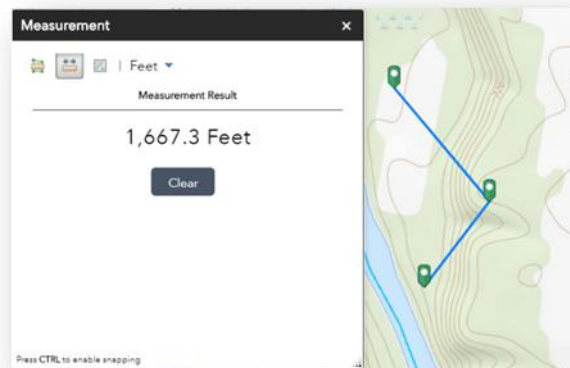 Measurement ×
| Feet
Measurement Result
1,667.3 Feet
Clear
Press CTRL to enable snapping